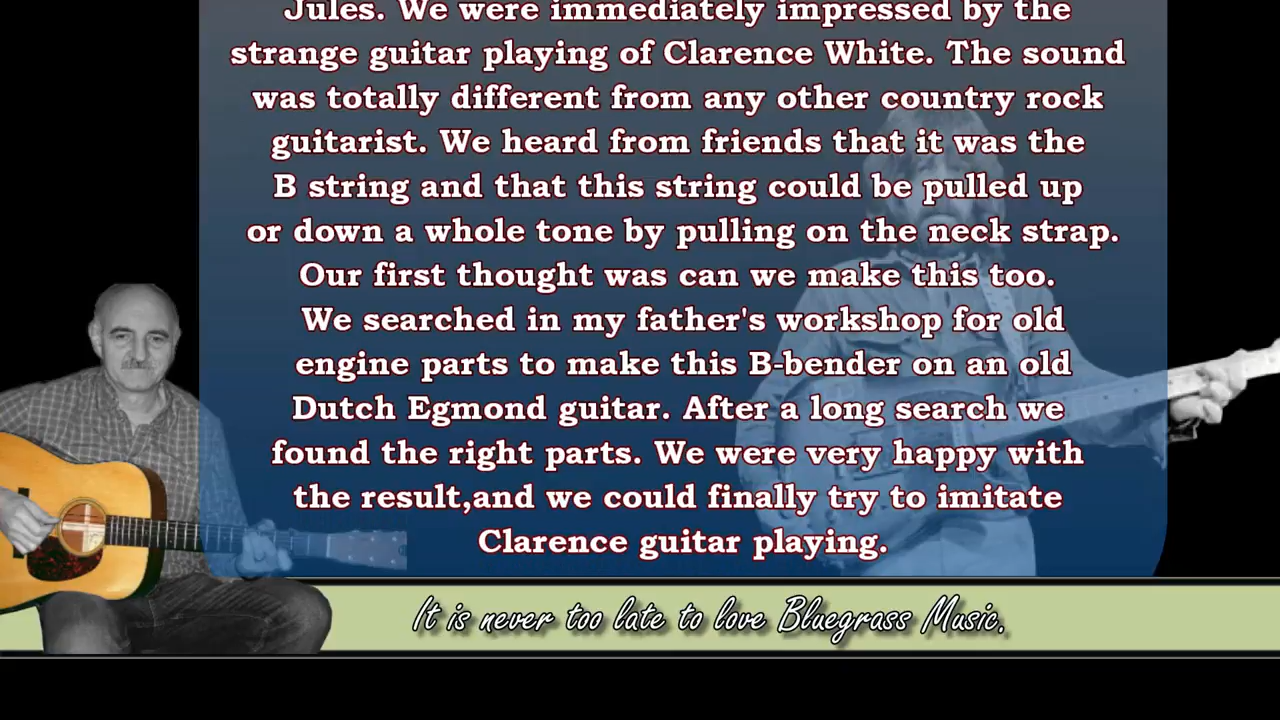 Jules. We were immediately impressed by the
strange guitar playing of Clarence White. The sound
was totally different from any other country rock
guitarist. We heard from friends that it was the
B string and that this string could be pulled up
or down a whole tone by pulling on the neck strap.
Our first thought was can we make this too.
We searched in my father's workshop for old
engine parts to make this B-bender on an old
Dutch Egmond guitar. After a long search we
found the right parts. We were very happy with
the result,and we could finally try to imitate
Clarence guitar playing.
It is never too late to love Bluegrass Music.